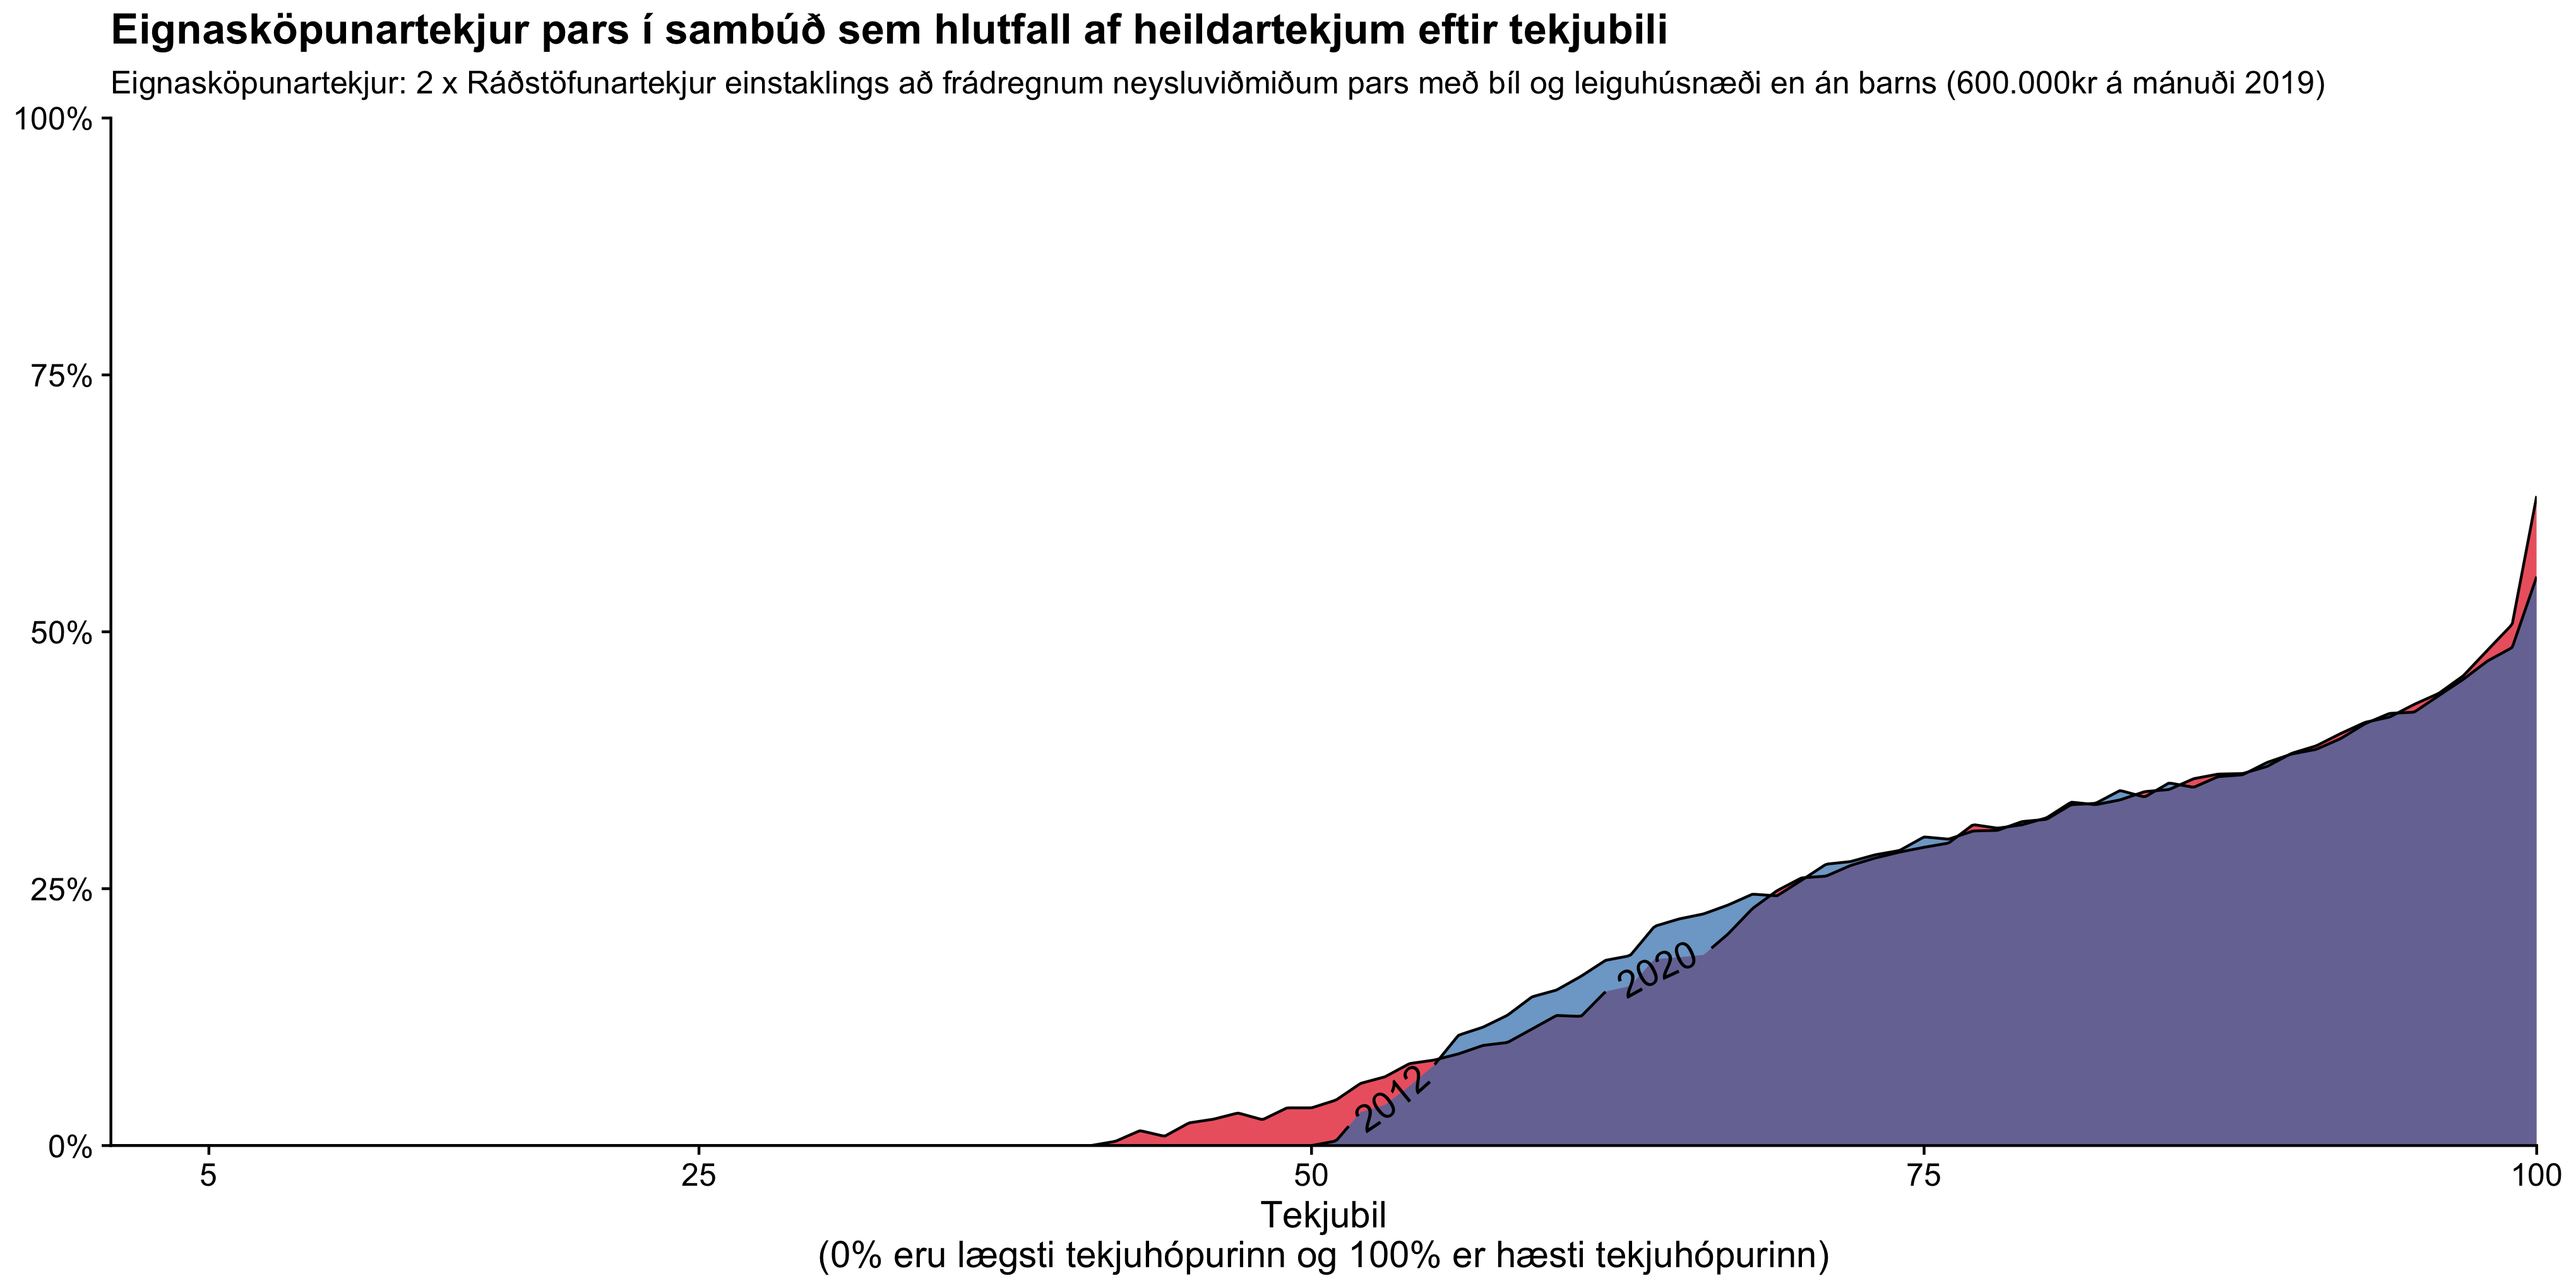 Eignasköpunartekjur pars í sambúð sem hlutfall af heildartekjum eftir tekjubili
Eignasköpunartekjur: 2 x Ráðstöfunartekjur einstaklings að frádregnum neysluviðmiðum pars með bíl og leiguhúsnæði en án barns (600.000kr á mánuði 2019)
100%
75%
50%
25%
0%
2020
2012
5 25 50 75 100
Tekjubil
(0% eru lægsti tekjuhópurinn og 100% er hæsti tekjuhópurinn)